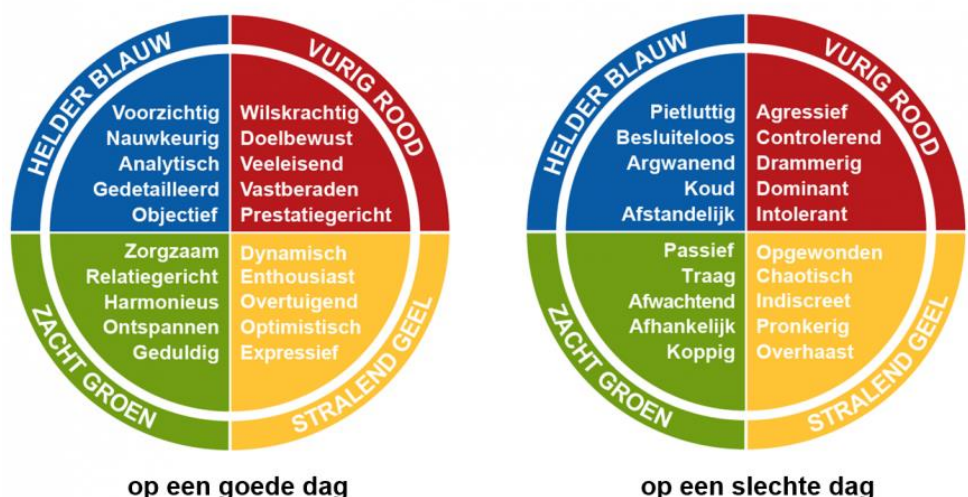 HELDER BLAUW
Voorzichtig
Nauwkeurig
Analytisch
Gedetailleerd
Objectief
VURIG ROOD
Wilskrachtig
Doelbewust
Veeleisend
Vastberaden
Prestatiegericht
ZACHT GROEN
Zorgzaam
Relatiegericht
Harmonieus
Ontspannen
Geduldig
STRALEND GEEL
Dynamisch
Enthousiast
Overtuigend
Optimistisch
Expressief
op een goede dag
HELDER BLAUW
Pietluttig
Besluiteloos
Argwanend
Koud
Afstandelijk
VURIG ROOD
Agressief
Controlerend
Drammerig
Dominant
Intolerant
ZACHT GROEN
Passief
Traag
Afwachtend
Afhankelijk
Koppig
STRALEND GEEL
Opgewonden
Chaotisch
Indiscreet
Pronkerig
Overhaast
op een slechte dag